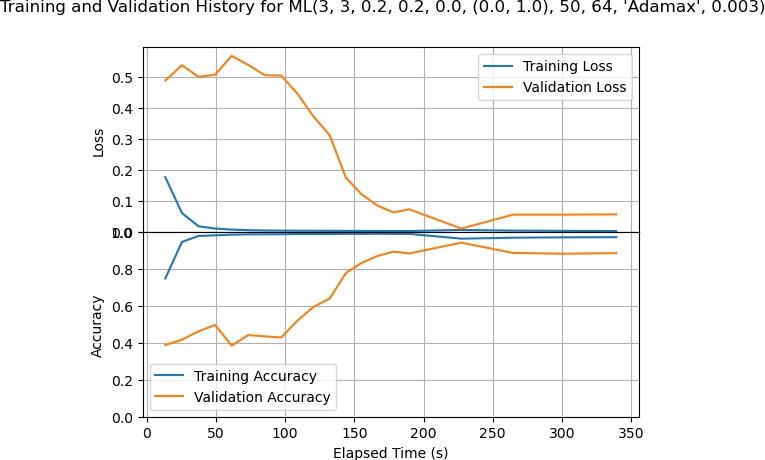 Training and Validation History for ML(3, 3, 0.2, 0.2, 0.0, (0.0, 1.0), 50, 64, 'Adamax', 0.003)
Training Loss
Validation Loss
0.5
0.4
0.3
0.2
0.1
0.0
Loss
1.0
0.8
0.6
0.4
0.2
0.0
Accuracy
Training Accuracy
Validation Accuracy
0 50 100 150 200 250 300 350
Elapsed Time (s)